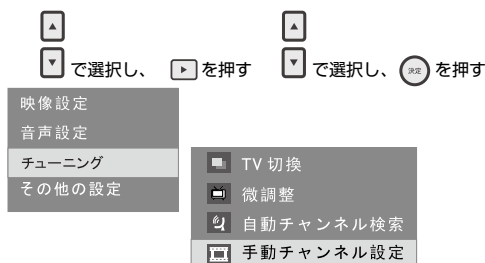 で選択し、 を押す
で選択し、 決定 を押す
映像設定
音声設定
チューニング
その他の設定
TV 切換
微調整
自動チャンネル検索
手動チャンネル設定